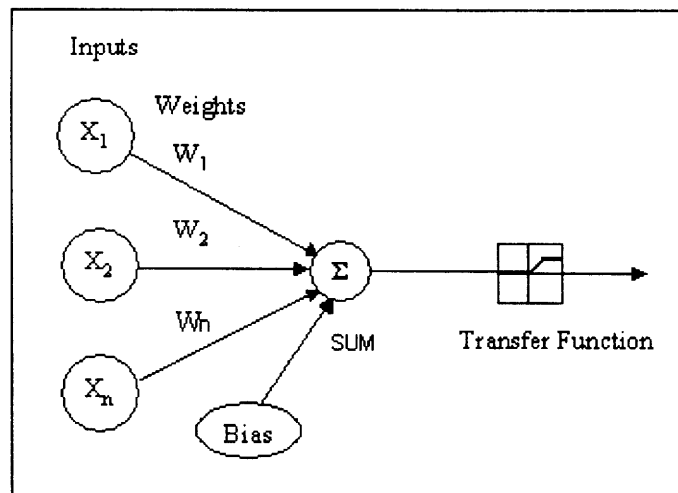 Inputs
Weights
X1
W1
W2
X2
Σ
Wn
SUM
Transfer Function
Xn
Bias